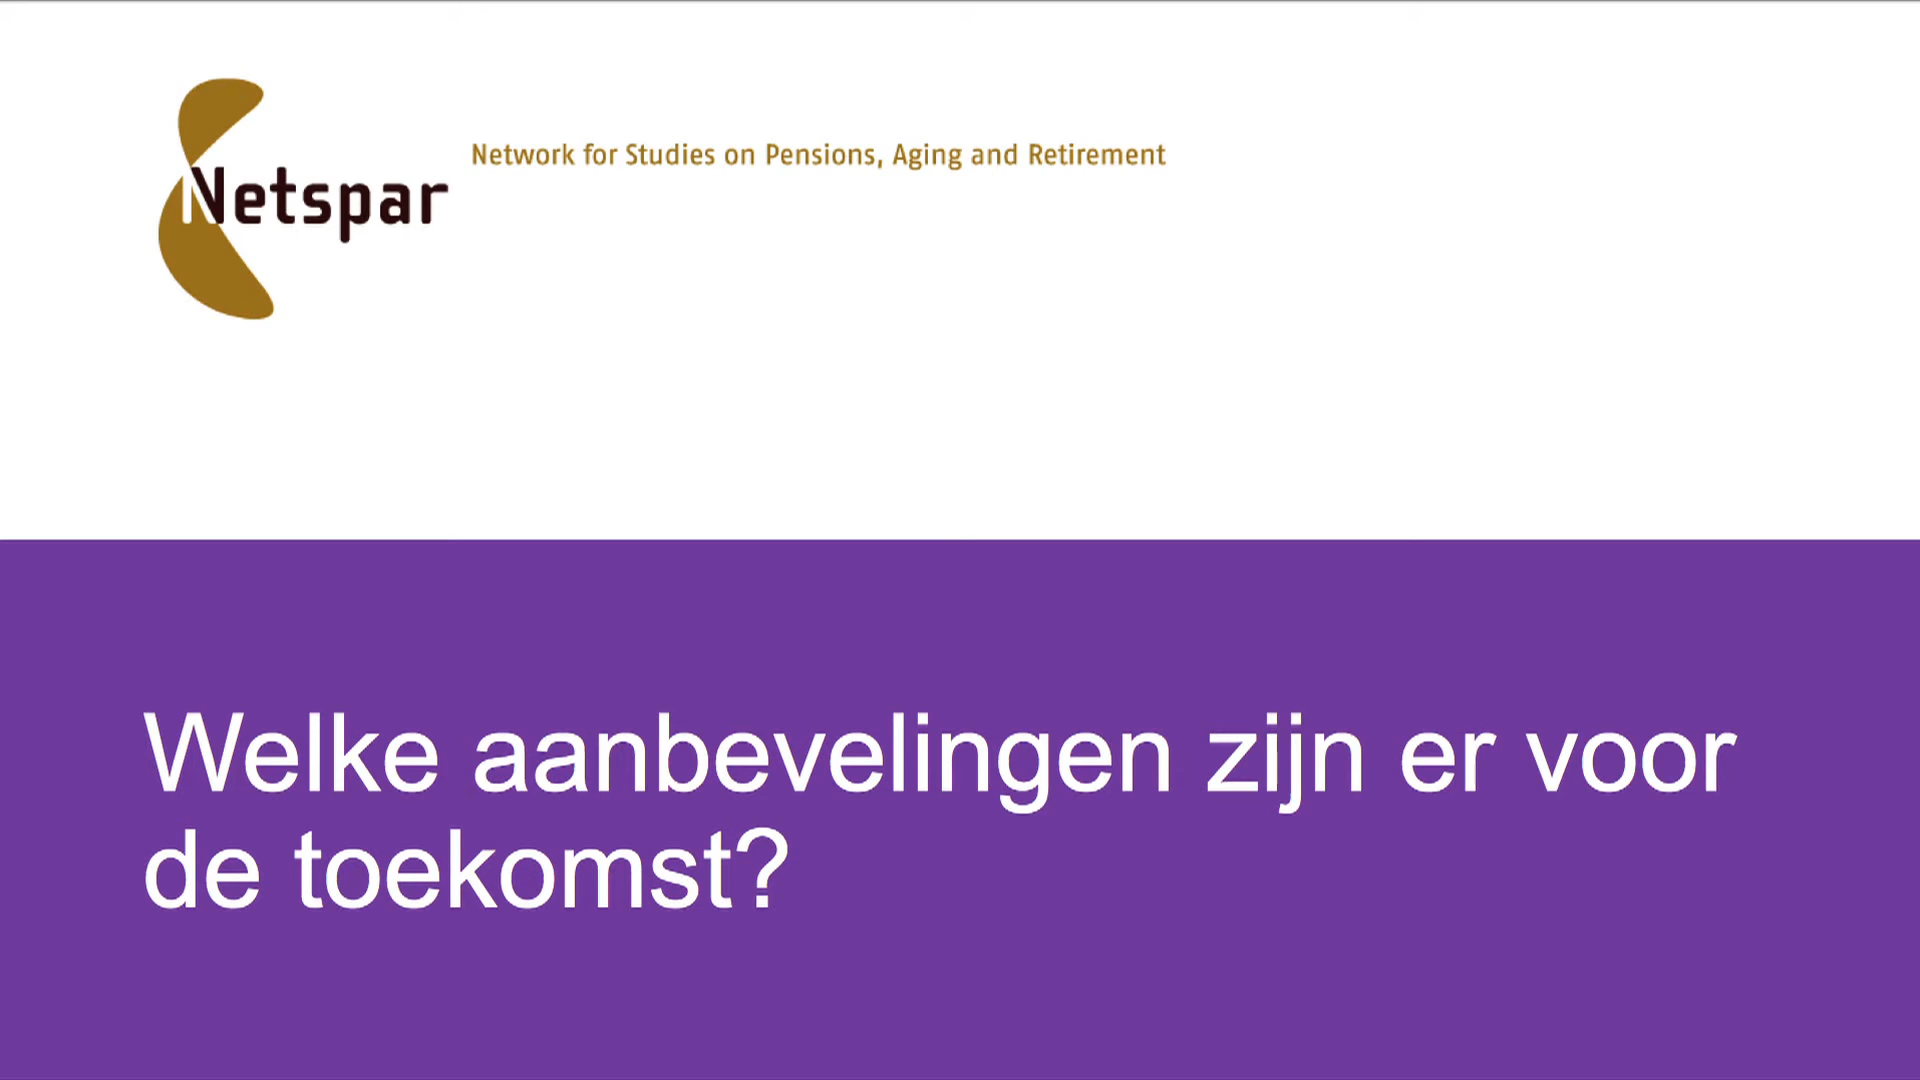 Network for Studies on Pensions, Aging and Retirement
Netspar
Welke aanbevelingen zijn er voor
de toekomst?